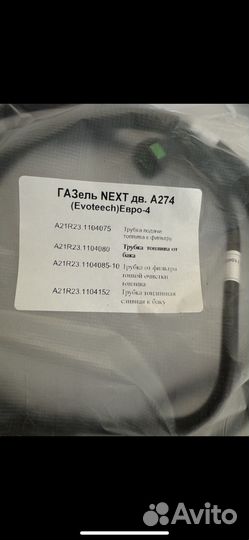 ГАЗель NEXT дв. А274
(Evoteech)Евро-4
A21R23.1104075 Трубка подачи
топлива к фильтру
A21R23.1104080 Трубка топлива от
бака
A21R23.1104085-10 Трубка от фильтра
тонкой очистки
топлива
A21R23.1104152 Трубка топливная
сливная к баку
Avito